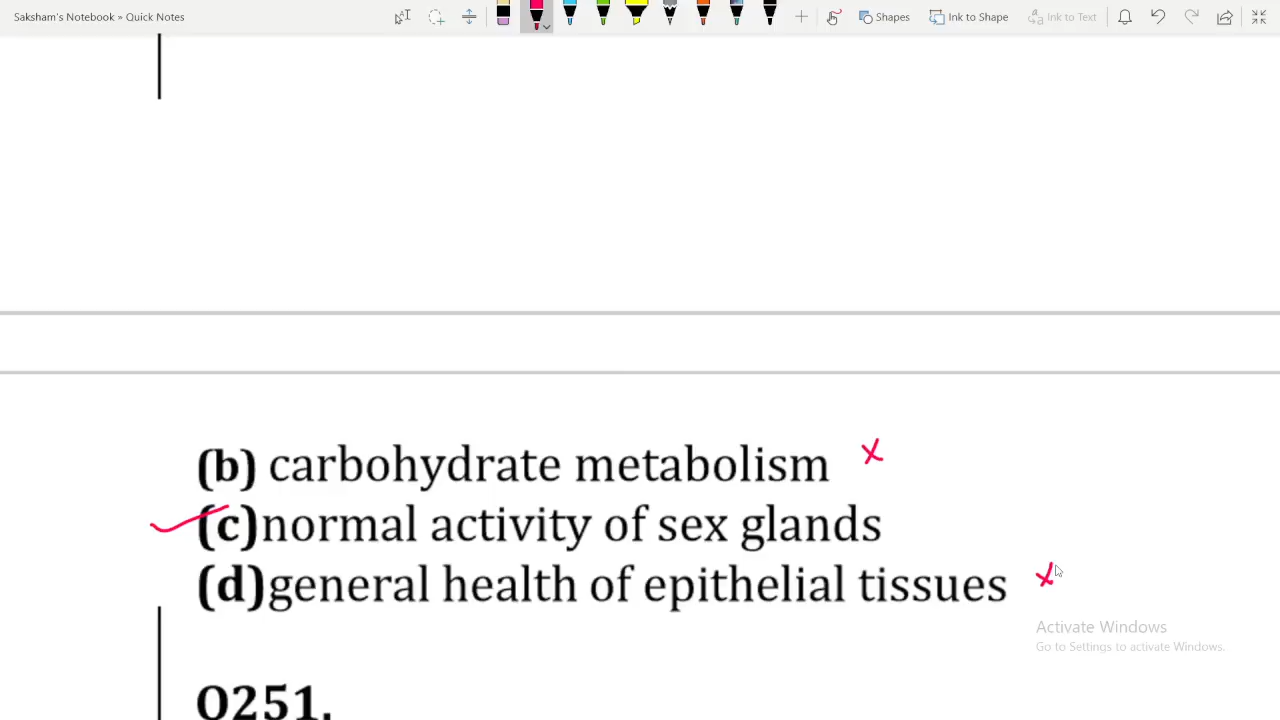 Saksham's Notebook » Quick Notes
Shapes
Ink to Shape
Ink to Text
(b) carbohydrate metabolism
(c)normal activity of sex glands
(d)general health of epithelial tissues
Activate Windows
Go to Settings to activate Windows.
Q251.